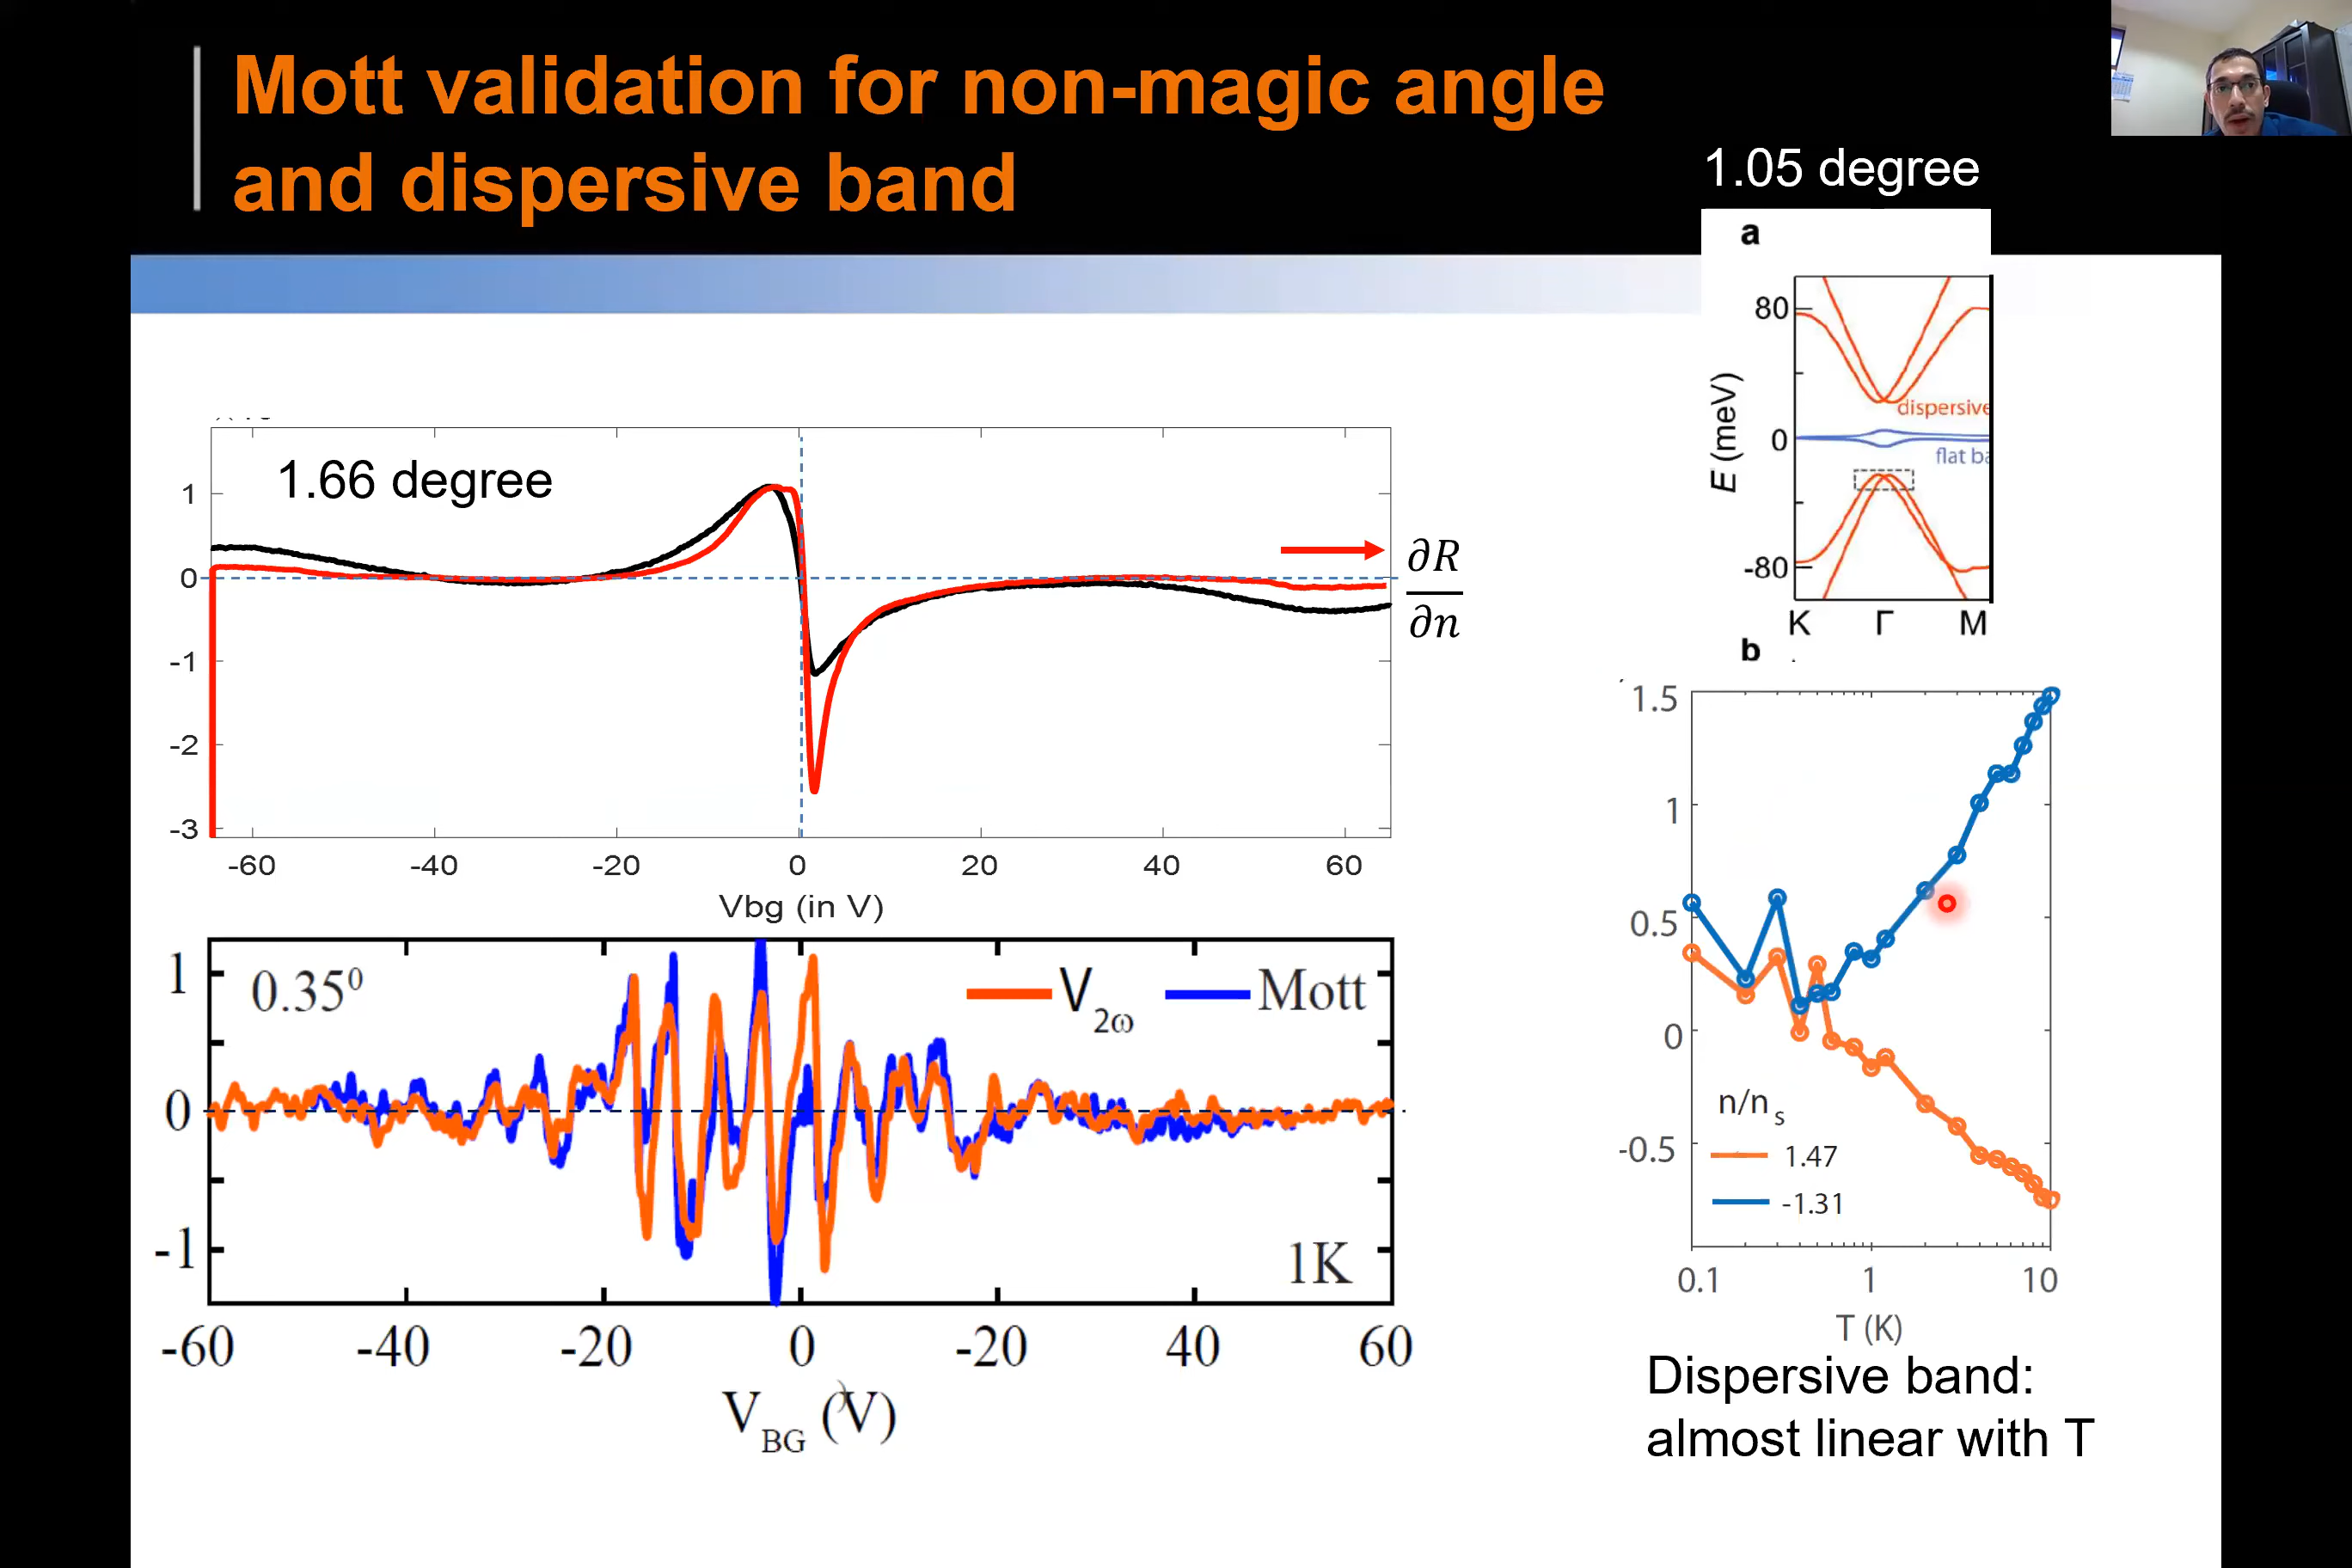 Mott validation for non-magic angle
and dispersive band
1.05 degree
a
80
0
-80
E (meV)
dispersive
flat ba
K Γ M
1.66 degree
1
0
-1
-2
-3
-60 -40 -20 0 20 40 60
Vbg (in V)
∂R
∂n
0.35⁰
V2ω Mott
1
0
-1
1K
-60 -40 -20 0 -20 40 60
VBG (V)
b
1.5
1
0.5
0
-0.5
n/ns
1.47
-1.31
0.1 1 10
T (K)
Dispersive band:
almost linear with T